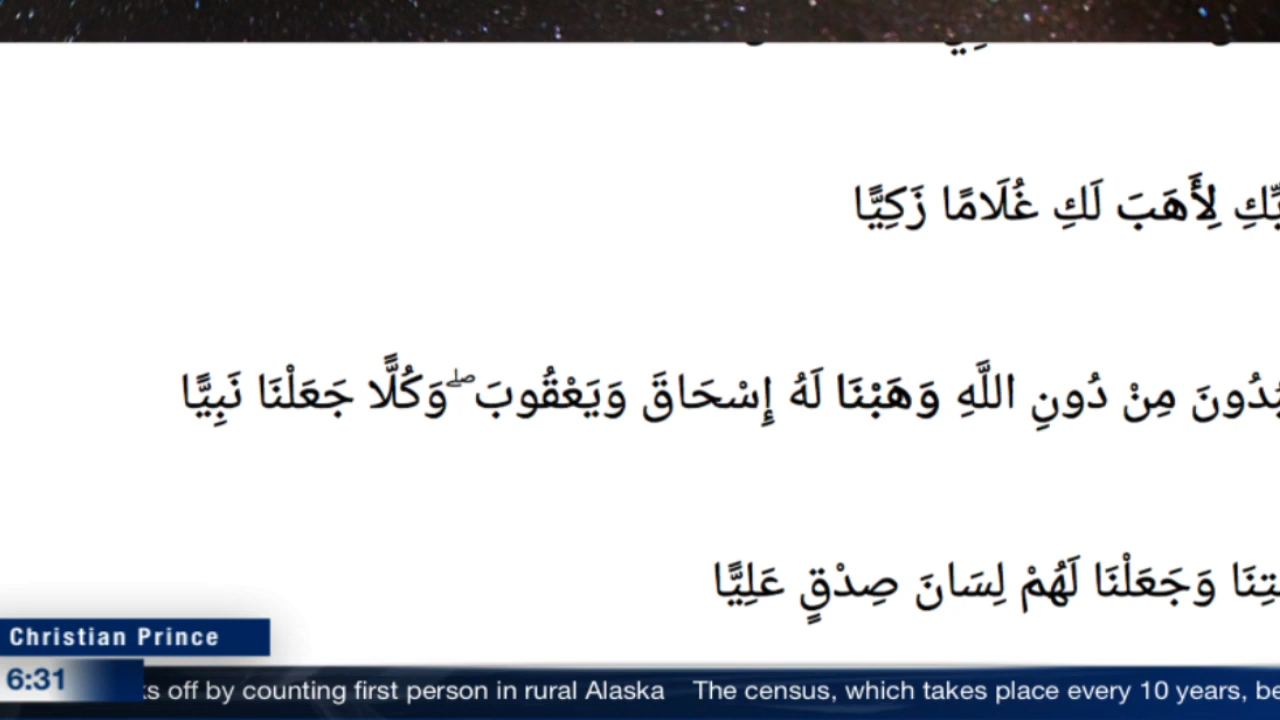 لِأَهَبَ لَكِ غُلَامًا زَكِيًّا
مِنْ دُونِ اللَّهِ وَهَبْنَا لَهُ إِسْحَاقَ وَيَعْقُوبَ ۖ وَكُلًّا جَعَلْنَا نَبِيًّا
وَجَعَلْنَا لَهُمْ لِسَانَ صِدْقٍ عَلِيًّا
Christian Prince
6:31
s off by counting first person in rural Alaska The census, which takes place every 10 years, be